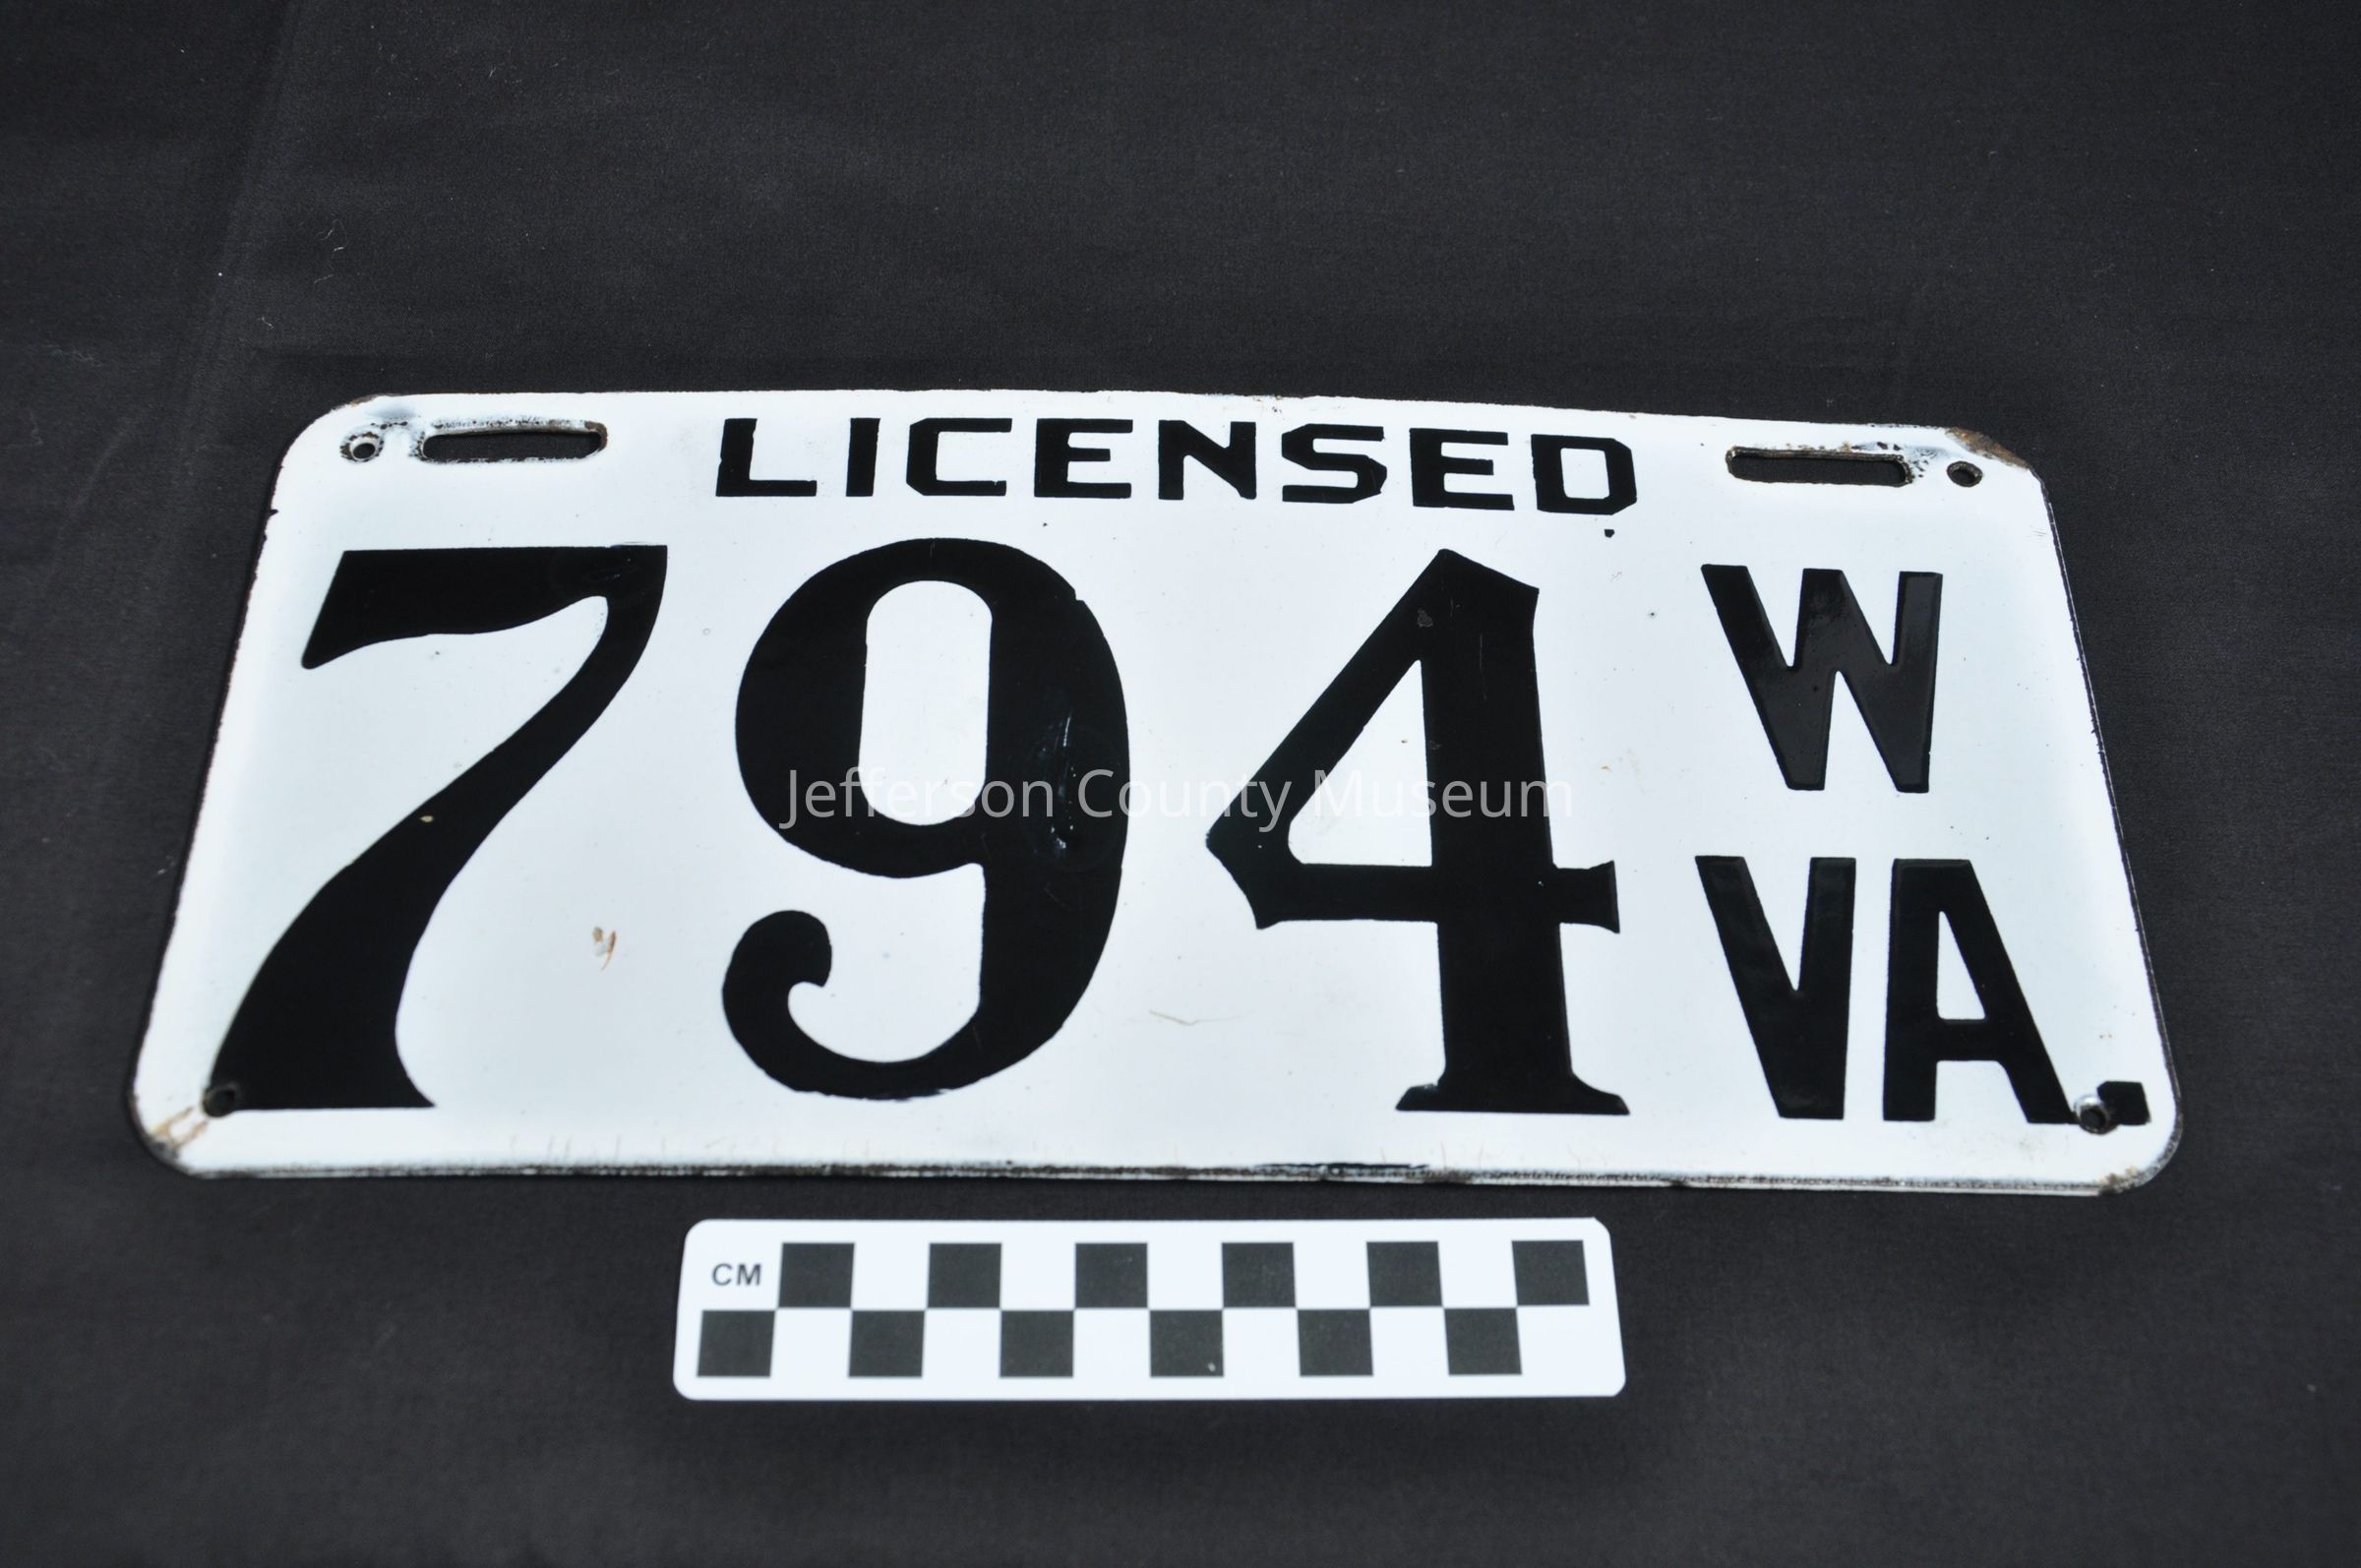 LICENSED
794 W
VA.
Jefferson County Museum
CM